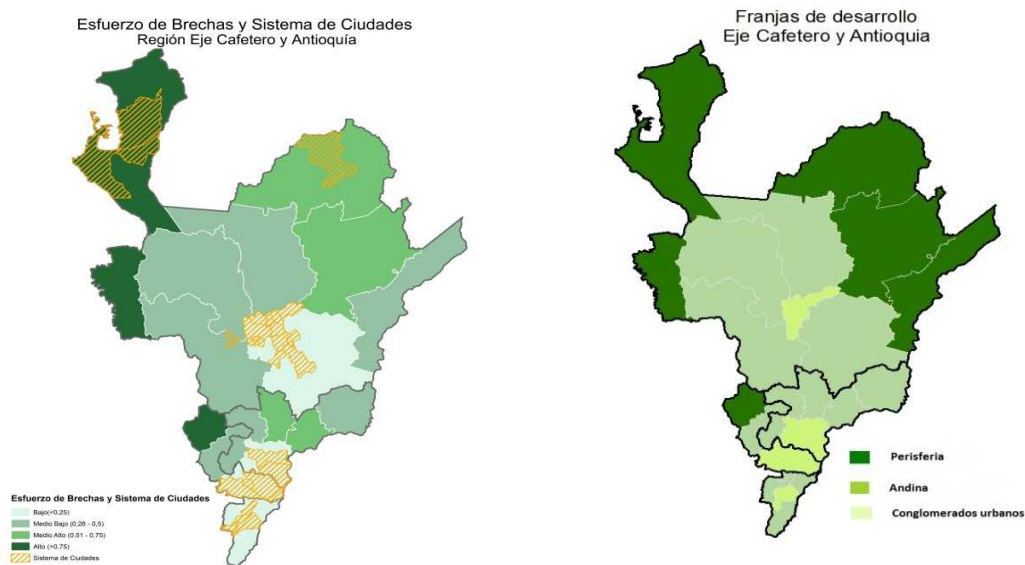 Esfuerzo de Brechas y Sistema de Ciudades
Región Eje Cafetero y Antioquía
Esfuerzo de Brechas y Sistema de Ciudades
Bajo(<0,25)
Medio Bajo (0,26 - 0,5)
Medio Alto (0,51 - 0,75)
Alto (>0,75)
Sistema de Ciudades
Franjas de desarrollo
Eje Cafetero y Antioquia
Perisferia
Andina
Conglomerados urbanos